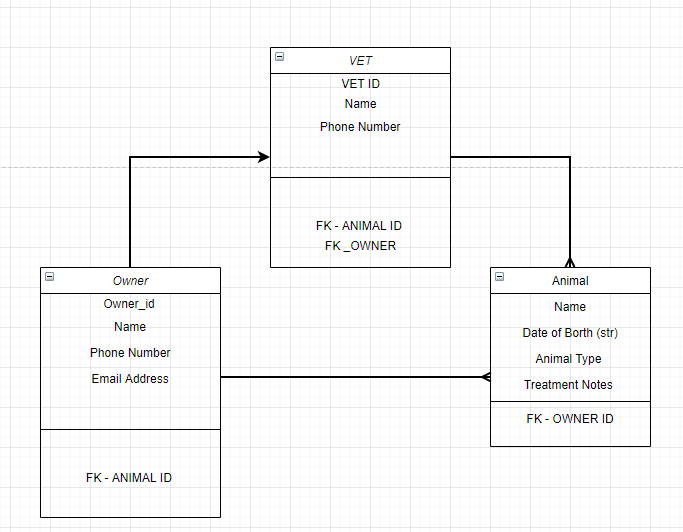 VET
VET ID
Name
Phone Number
FK - ANIMAL ID
FK _OWNER
Owner
Owner_id
Name
Phone Number
Email Address
FK - ANIMAL ID
Animal
Name
Date of Borth (str)
Animal Type
Treatment Notes
FK - OWNER ID